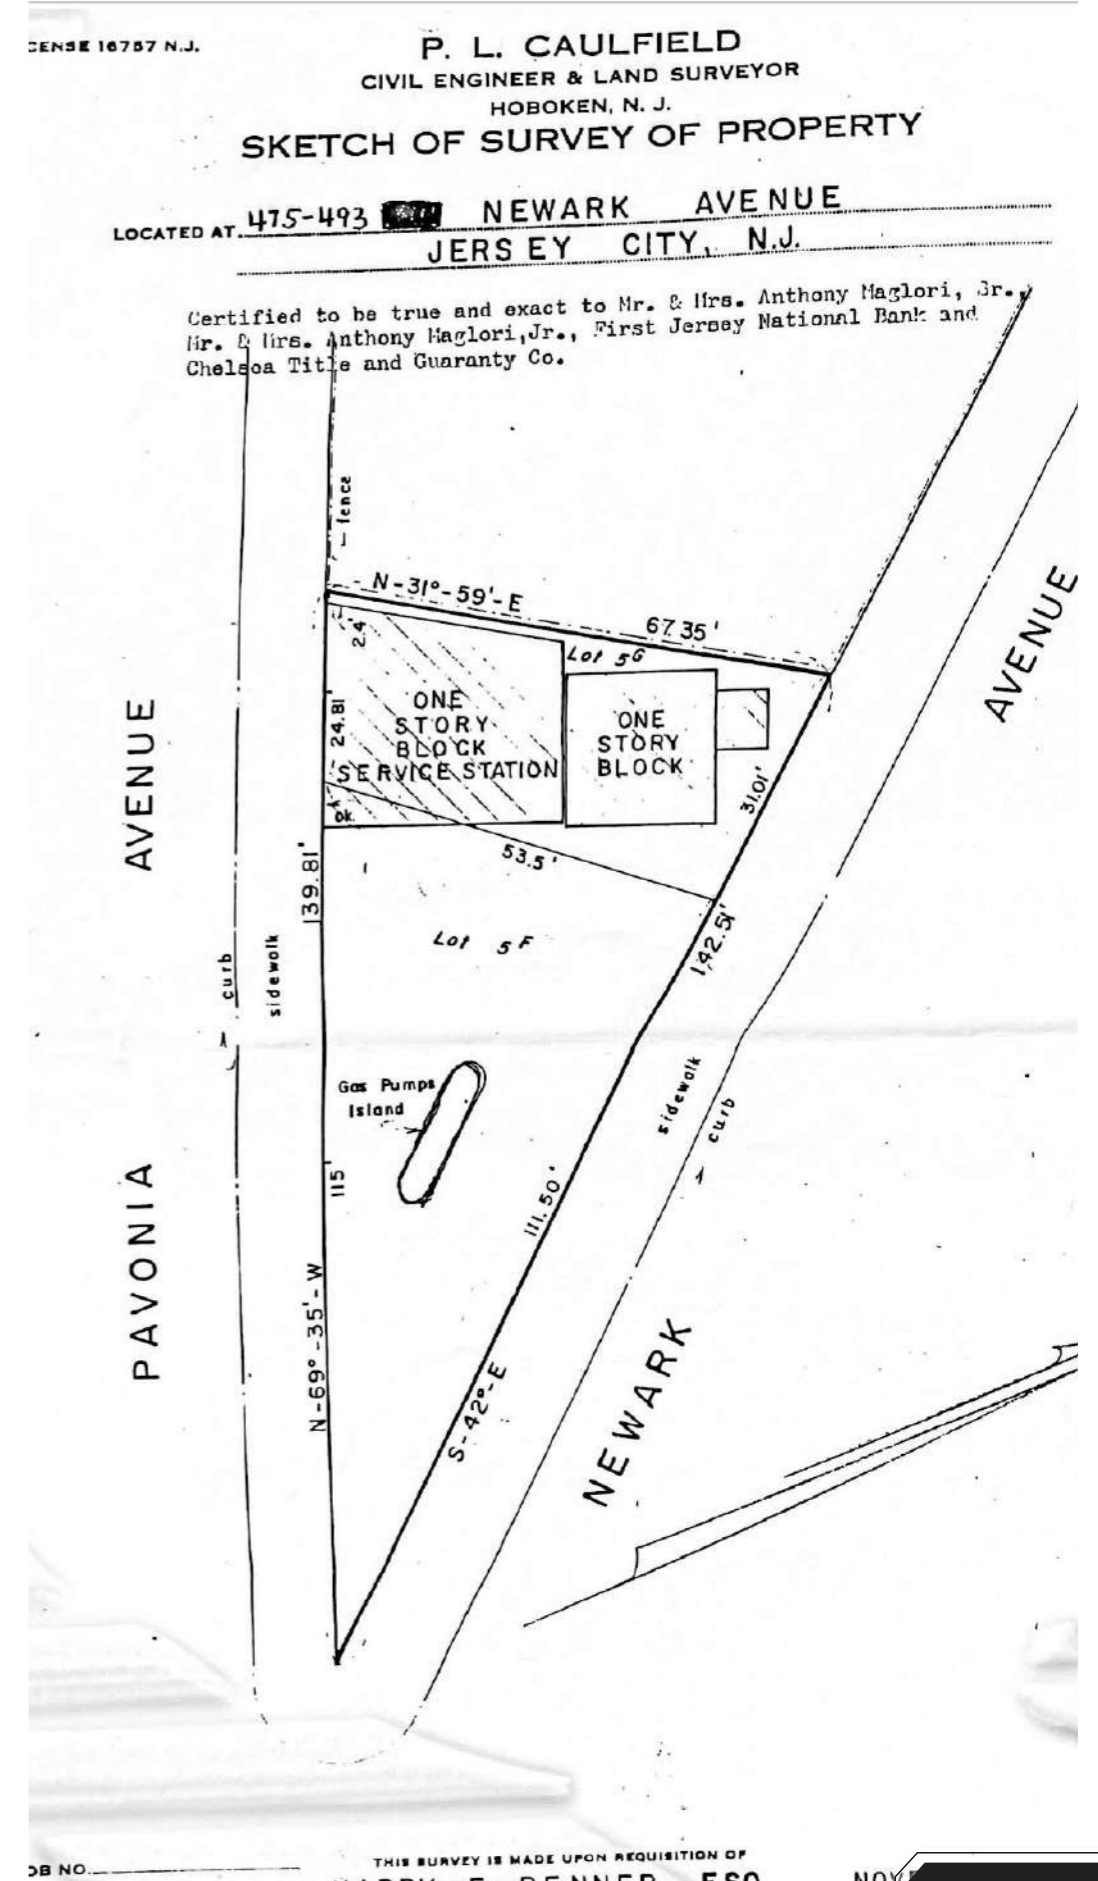 CENSE 16757 N.J.
P. L. CAULFIELD
CIVIL ENGINEER & LAND SURVEYOR
HOBOKEN, N. J.
SKETCH OF SURVEY OF PROPERTY
LOCATED AT 475-493 NEWARK AVENUE
JERSEY CITY, N.J.
Certified to be true and exact to Mr. & Mrs. Anthony Maglori, Sr.,
Mr. & Mrs. Anthony Maglori,Jr., First Jersey National Bank and
Chelsea Title and Guaranty Co.
fence
N-31°-59'-E
67.35'
2.4
Lot 5G
24.81'
ONE
STORY
BLOCK
SERVICE STATION
ONE
STORY
BLOCK
31.01'
ok.
53.5'
139.81'
Lot 5F
142.51'
AVENUE
AVENUE
curb
sidewalk
Gas Pumps
Island
sidewalk
curb
115'
111.50'
PAVONIA
N-69°-35'-W
S-42°-E
NEWARK
THIS SURVEY IS MADE UPON REQUISITION OF
OB NO.
HARRY F. RENNER ESQ
NOV